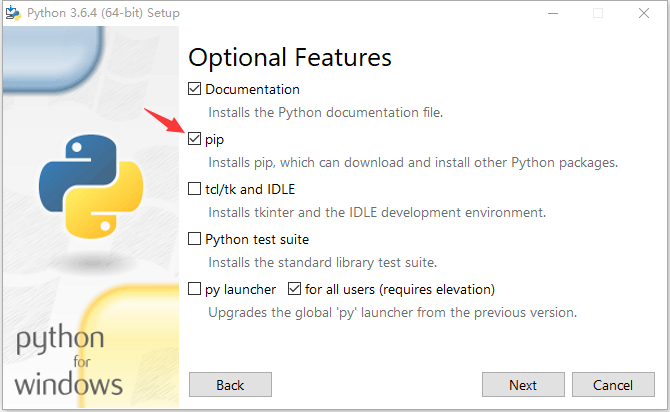 Python 3.6.4 (64-bit) Setup
Optional Features
Documentation
Installs the Python documentation file.
pip
Installs pip, which can download and install other Python packages.
tcl/tk and IDLE
Installs tkinter and the IDLE development environment.
Python test suite
Installs the standard library test suite.
py launcher for all users (requires elevation)
Upgrades the global 'py' launcher from the previous version.
python
for
windows
Back Next Cancel